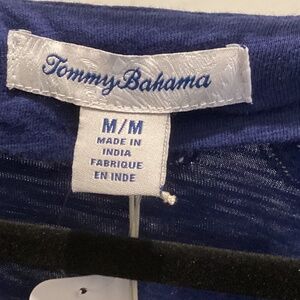 Tommy Bahama
M/M
MADE IN
INDIA
FABRIQUE
EN INDE